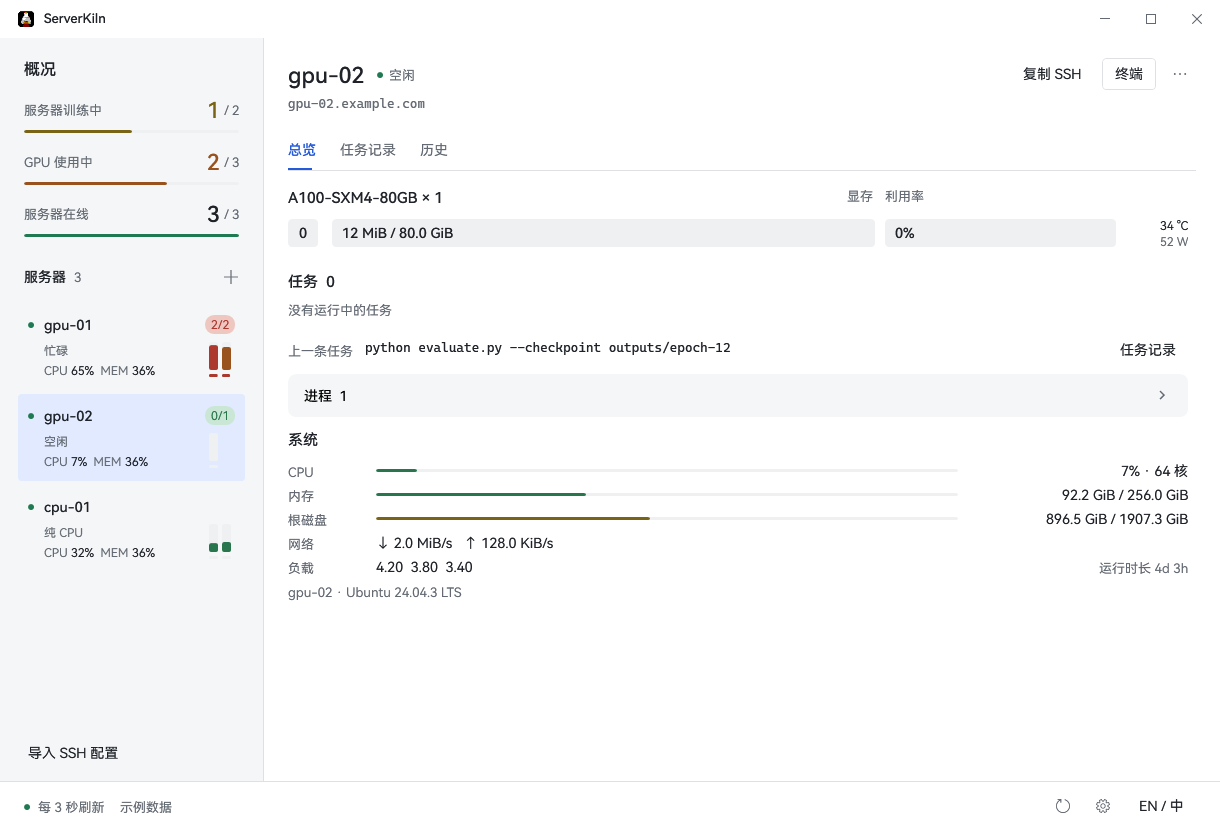 ServerKiln
概况
服务器训练中 1 / 2
GPU 使用中 2 / 3
服务器在线 3 / 3
服务器 3
gpu-01 2/2
忙碌
CPU 65% MEM 36%
gpu-02 0/1
空闲
CPU 7% MEM 36%
cpu-01
纯 CPU
CPU 32% MEM 36%
导入 SSH 配置
gpu-02 空闲 复制 SSH 终端 ···
gpu-02.example.com
总览 任务记录 历史
A100-SXM4-80GB × 1 显存 利用率
0 12 MiB / 80.0 GiB 0% 34 °C
52 W
任务 0
没有运行中的任务
上一条任务 python evaluate.py --checkpoint outputs/epoch-12 任务记录
进程 1
系统
CPU 7% · 64 核
内存 92.2 GiB / 256.0 GiB
根磁盘 896.5 GiB / 1907.3 GiB
网络 ↓ 2.0 MiB/s ↑ 128.0 KiB/s
负载 4.20 3.80 3.40 运行时长 4d 3h
gpu-02 · Ubuntu 24.04.3 LTS
每 3 秒刷新 示例数据 EN / 中